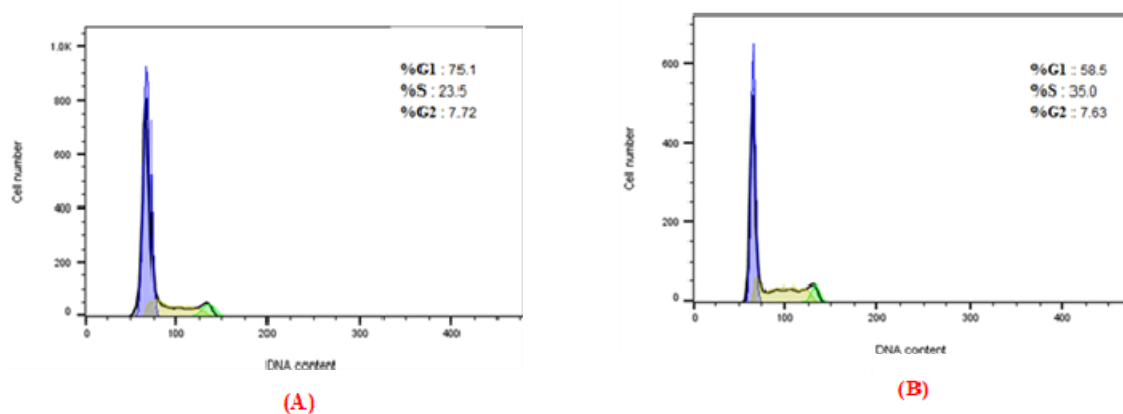 1.0K
800
600
400
200
0
Cell number
%G1 : 75.1
%S : 23.5
%G2 : 7.72
0 100 200 300 400
DNA content
(A)
600
400
200
0
Cell number
%G1 : 58.5
%S : 35.0
%G2 : 7.63
0 100 200 300 400
DNA content
(B)